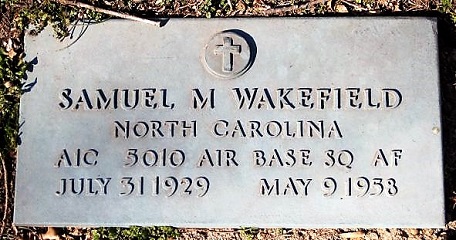 SAMUEL M WAKEFIELD
NORTH CAROLINA
A1C 5010 AIR BASE SQ AF
JULY 31 1929 MAY 9 1958